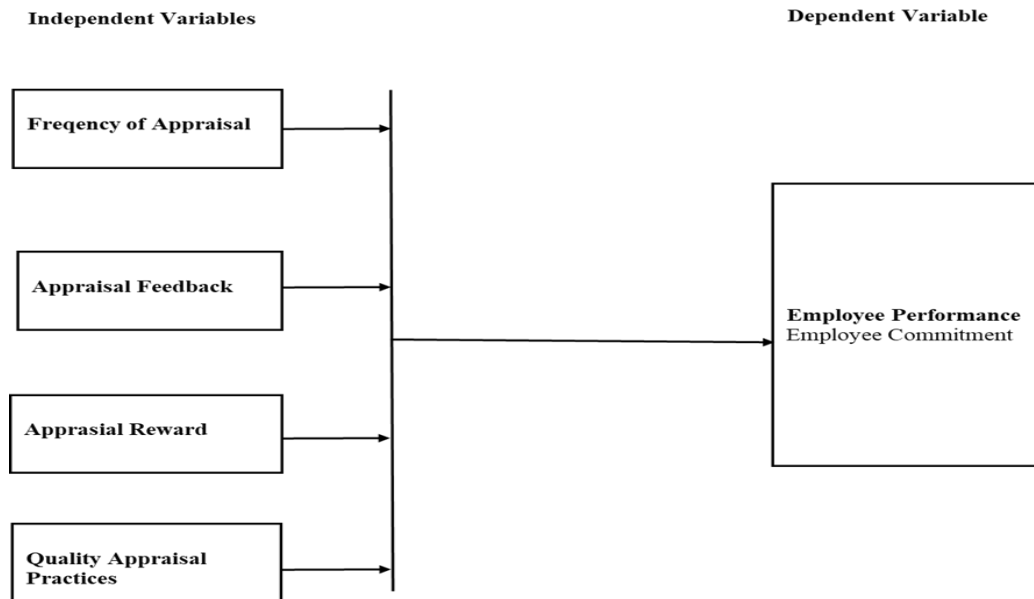 Independent Variables
Dependent Variable
Freqency of Appraisal
Appraisal Feedback
Apprasial Reward
Quality Appraisal
Practices
Employee Performance
Employee Commitment